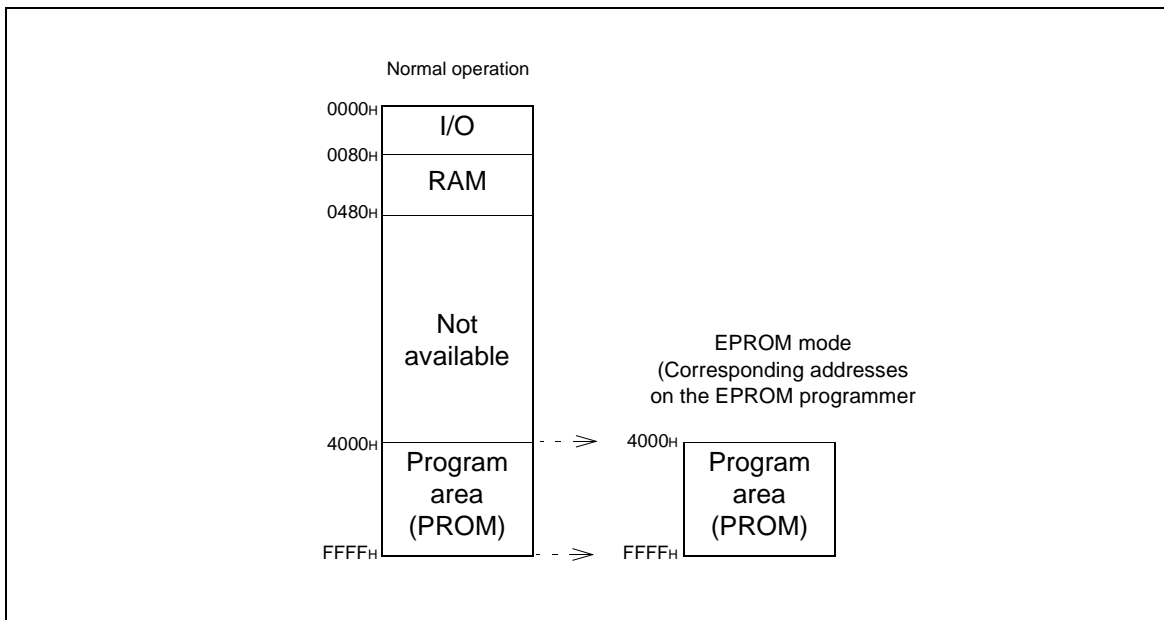 Normal operation
0000H
I/O
0080H
RAM
0480H
Not
available
EPROM mode
(Corresponding addresses
on the EPROM programmer
4000H
4000H
Program
area
(PROM)
Program
area
(PROM)
FFFFH
FFFFH